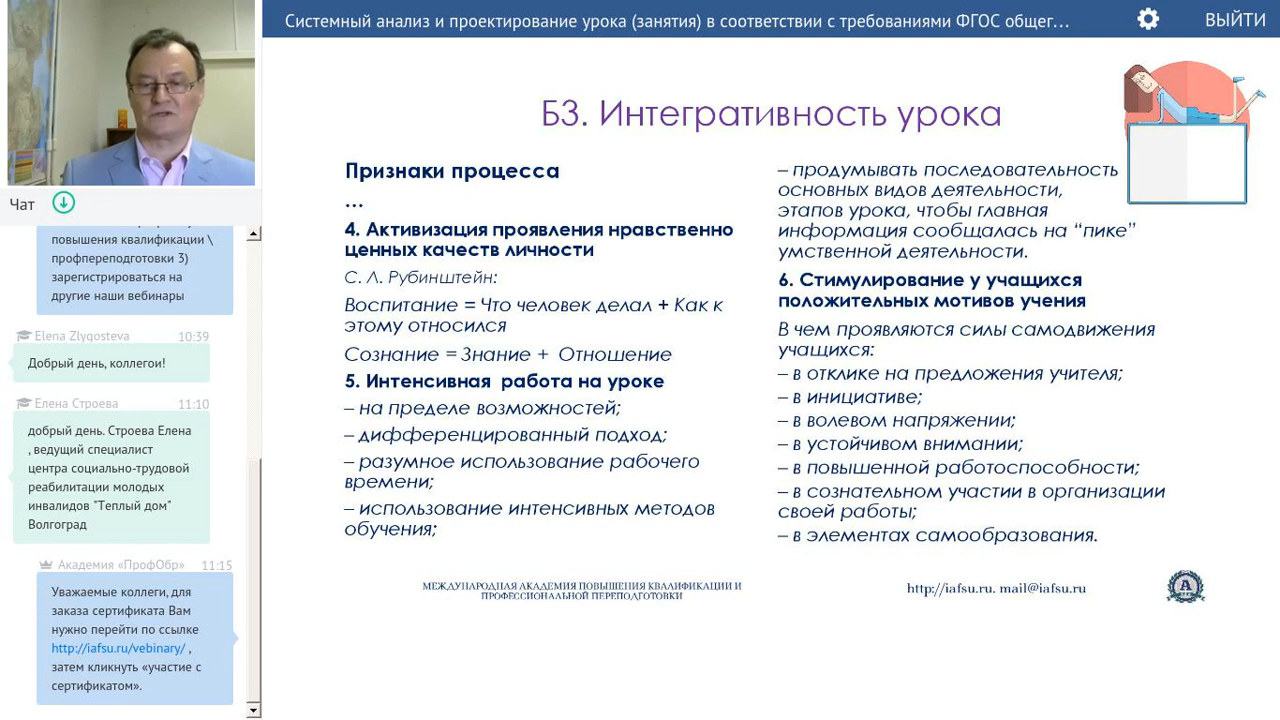 Системный анализ и проектирование урока (занятия) в соответствии с требованиями ФГОС общег...
ВЫЙТИ
Чат
повышения квалификации \
профпереподготовки 3)
зарегистрироваться на
другие наши вебинары
Elena Zlygosteva 10:39
Добрый день, коллегои!
Елена Строева 11:10
добрый день. Строева Елена
, ведущий специалист
центра социально-трудовой
реабилитации молодых
инвалидов "Теплый дом"
Волгоград
Академия «ПрофОбр» 11:15
Уважаемые коллеги, для
заказа сертификата Вам
нужно перейти по ссылке
http://iafsu.ru/vebinary/ ,
затем кликнуть «участие с
сертификатом».
Б3. Интегративность урока
Признаки процесса
...
4. Активизация проявления нравственно
ценных качеств личности
С. Л. Рубинштейн:
Воспитание = Что человек делал + Как к
этому относился
Сознание = Знание + Отношение
5. Интенсивная работа на уроке
– на пределе возможностей;
– дифференцированный подход;
– разумное использование рабочего
времени;
– использование интенсивных методов
обучения;
– продумывать последовательность
основных видов деятельности,
этапов урока, чтобы главная
информация сообщалась на “пике”
умственной деятельности.
6. Стимулирование у учащихся
положительных мотивов учения
В чем проявляются силы самодвижения
учащихся:
– в отклике на предложения учителя;
– в инициативе;
– в волевом напряжении;
– в устойчивом внимании;
– в повышенной работоспособности;
– в сознательном участии в организации
своей работы;
– в элементах самообразования.
МЕЖДУНАРОДНАЯ АКАДЕМИЯ ПОВЫШЕНИЯ КВАЛИФИКАЦИИ И
ПРОФЕССИОНАЛЬНОЙ ПЕРЕПОДГОТОВКИ
http://iafsu.ru. mail@iafsu.ru